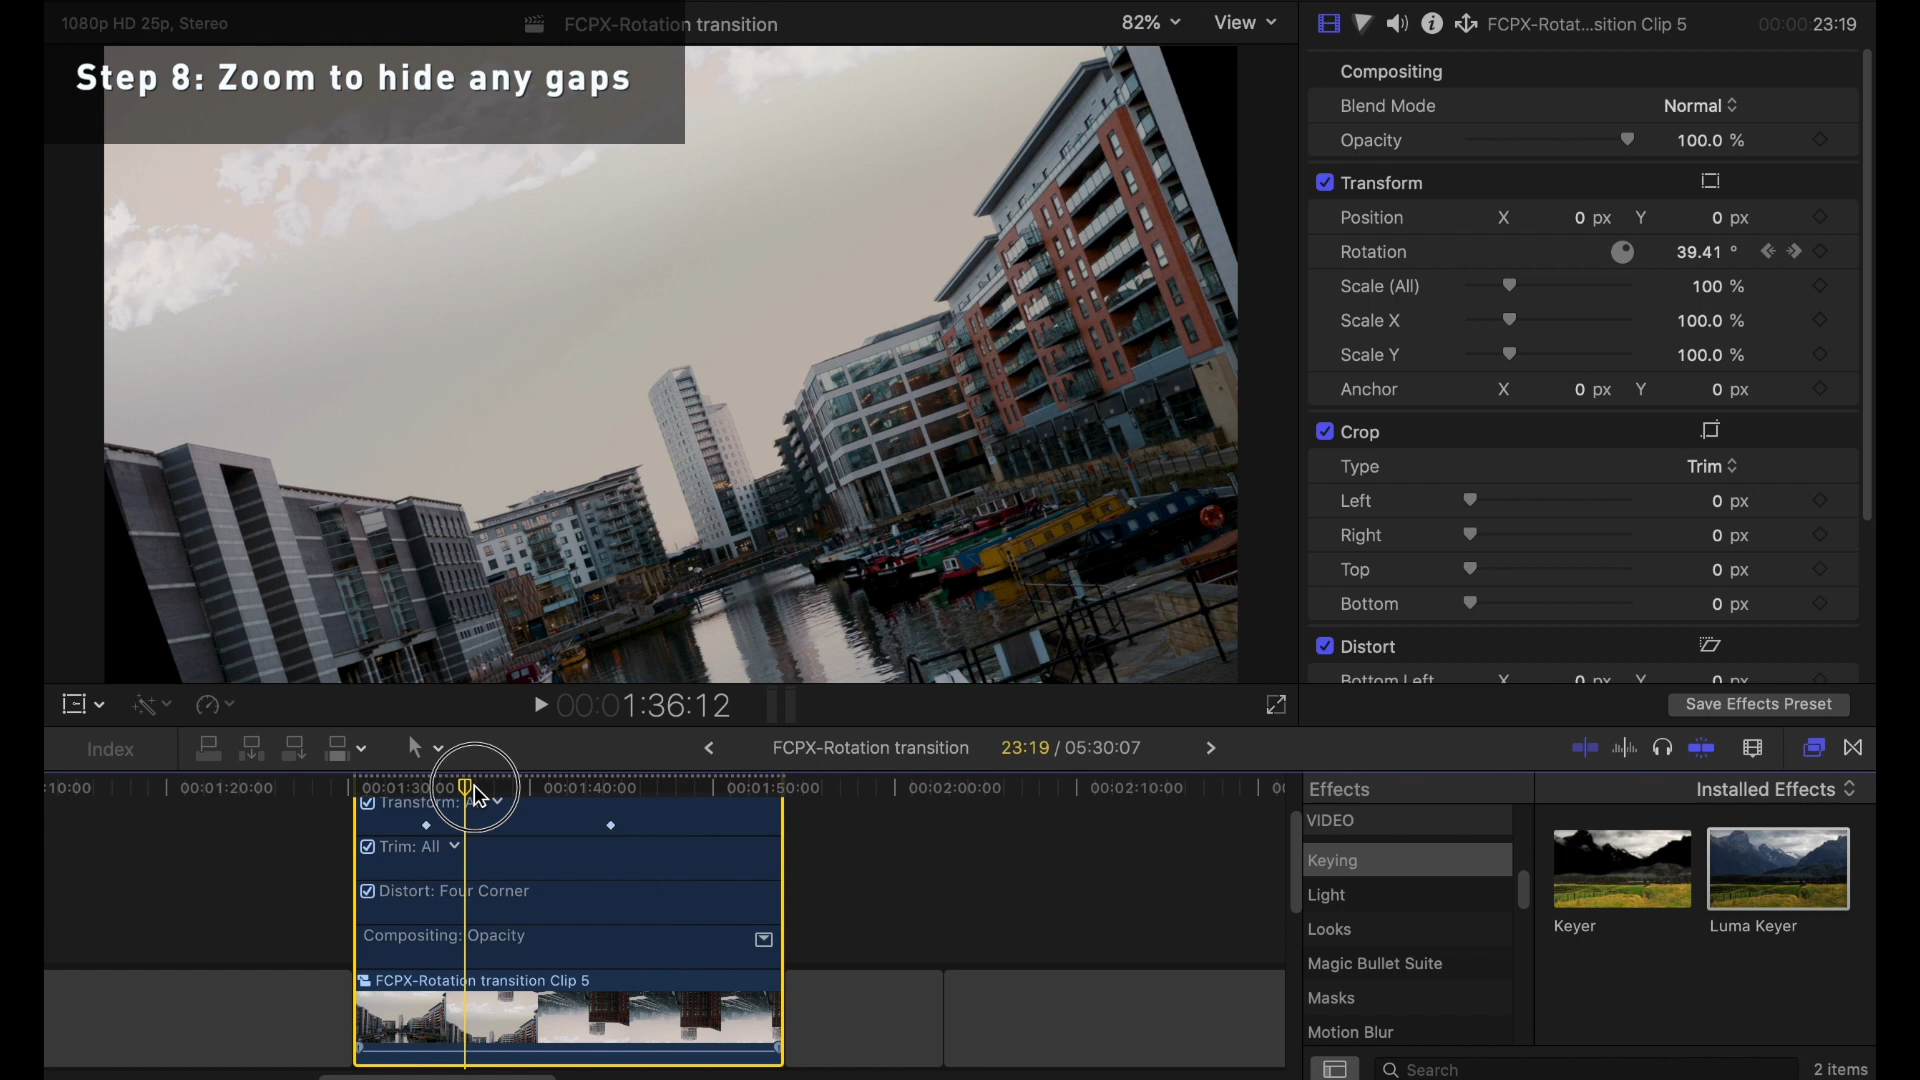 1080p HD 25p, Stereo
FCPX-Rotation transition
82%
View
FCPX-Rotat...sition Clip 5
00:00:23:19
Step 8: Zoom to hide any gaps
Compositing
Blend Mode
Normal
Opacity
100.0 %
Transform
Position X 0 px Y 0 px
Rotation 39.41 °
Scale (All) 100 %
Scale X 100.0 %
Scale Y 100.0 %
Anchor X 0 px Y 0 px
Crop
Type Trim
Left 0 px
Right 0 px
Top 0 px
Bottom 0 px
Distort
Bottom Left X 0 px Y 0 px
Save Effects Preset
00:01:36:12
Index
FCPX-Rotation transition
23:19 / 05:30:07
:10:00
00:01:20:00
00:01:30:00
00:01:40:00
00:01:50:00
00:02:00:00
00:02:10:00
Transform:
Trim: All
Distort: Four Corner
Compositing: Opacity
FCPX-Rotation transition Clip 5
Effects
Installed Effects
VIDEO
Keying
Light
Looks
Magic Bullet Suite
Masks
Motion Blur
Keyer
Luma Keyer
Search
2 items